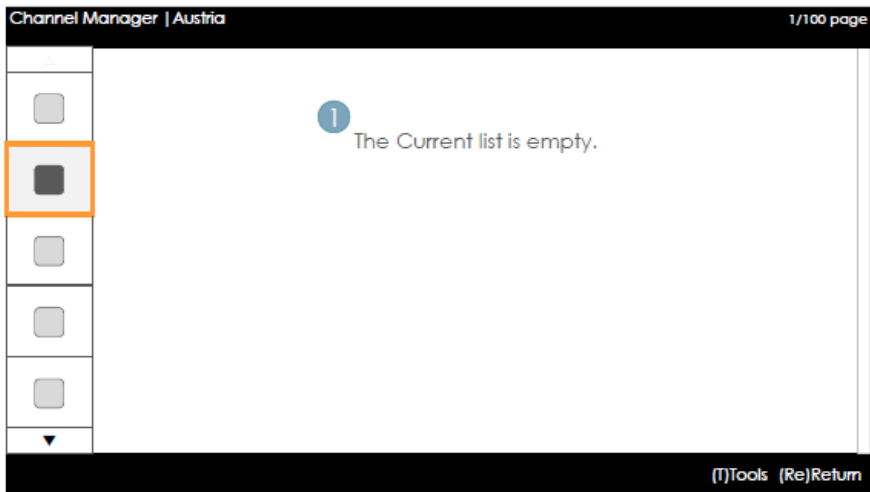 Channel Manager | Austria
1/100 page
1
The Current list is empty.
(T)Tools (Re)Return